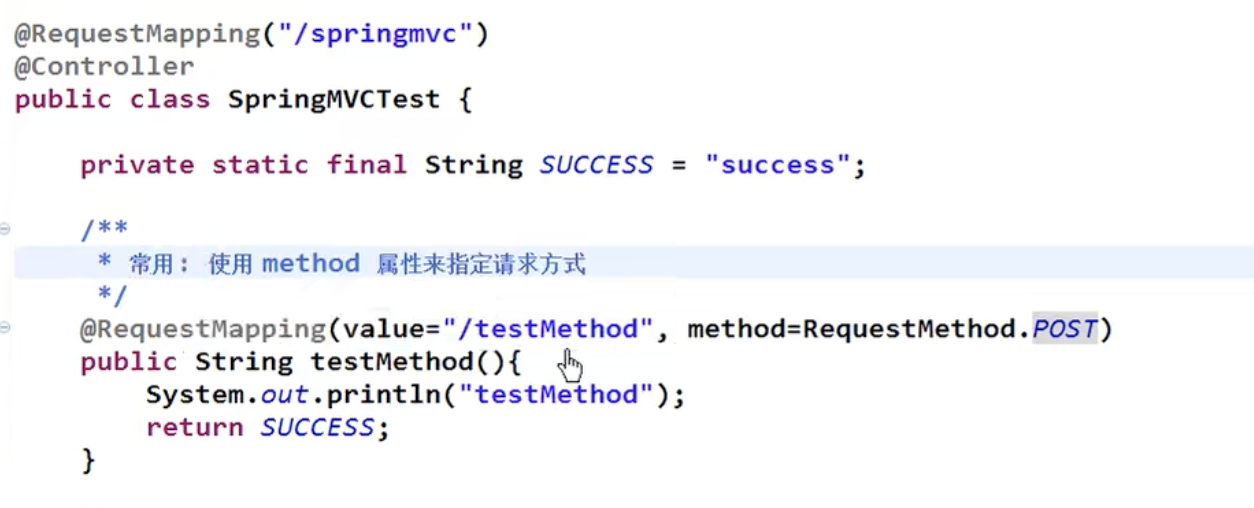 @RequestMapping("/springmvc")
@Controller
public class SpringMVCTest {
private static final String SUCCESS = "success";
/**
* 常用: 使用 method 属性来指定请求方式
*/
@RequestMapping(value="/testMethod", method=RequestMethod.POST)
public String testMethod(){
System.out.println("testMethod");
return SUCCESS;
}